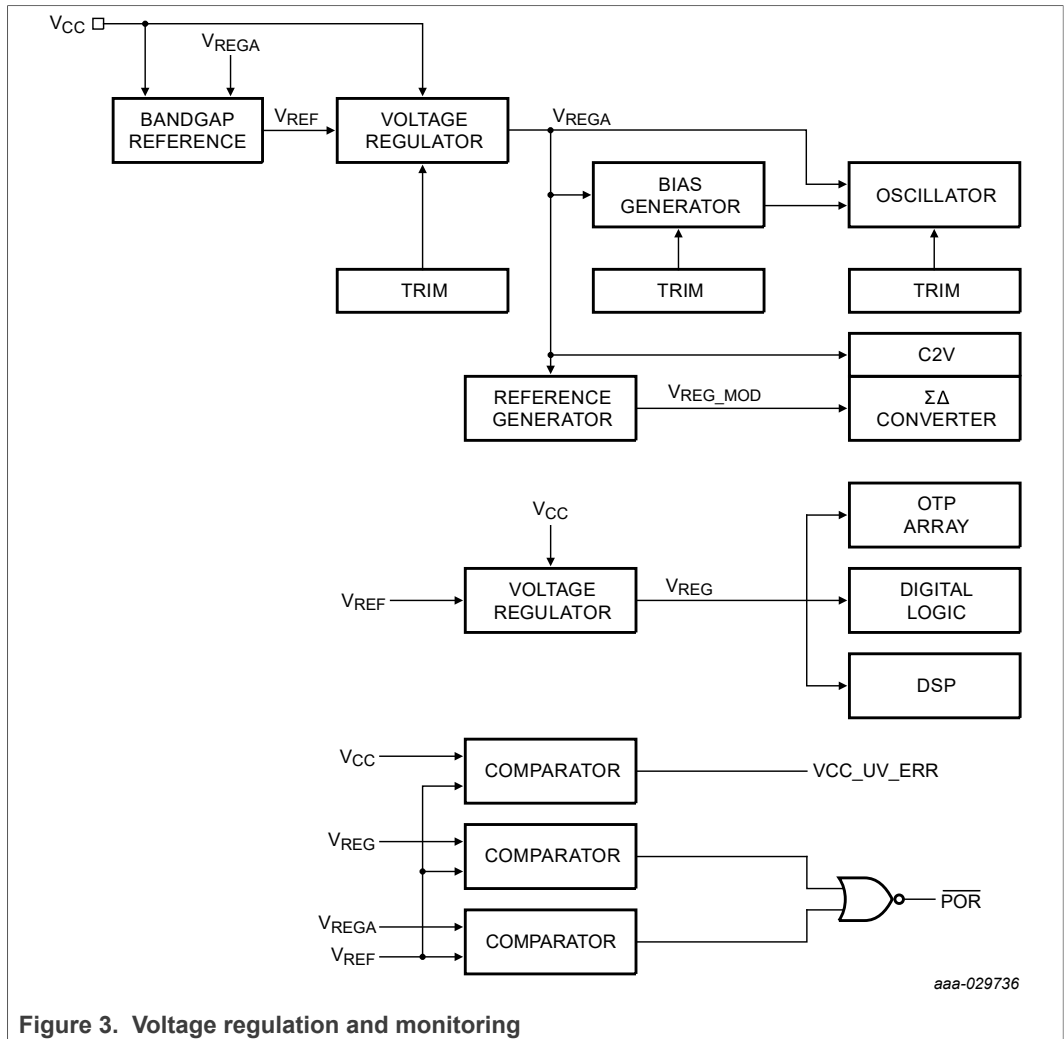 VCC
VREGA
BANDGAP
REFERENCE
VREF
VOLTAGE
REGULATOR
VREGA
BIAS
GENERATOR
OSCILLATOR
TRIM
TRIM
TRIM
C2V
REFERENCE
GENERATOR
VREG_MOD
ΣΔ
CONVERTER
VCC
OTP
ARRAY
VREF
VOLTAGE
REGULATOR
VREG
DIGITAL
LOGIC
DSP
VCC
COMPARATOR
VCC_UV_ERR
VREG
COMPARATOR
POR
VREGA
VREF
COMPARATOR
aaa-029736
Figure 3. Voltage regulation and monitoring